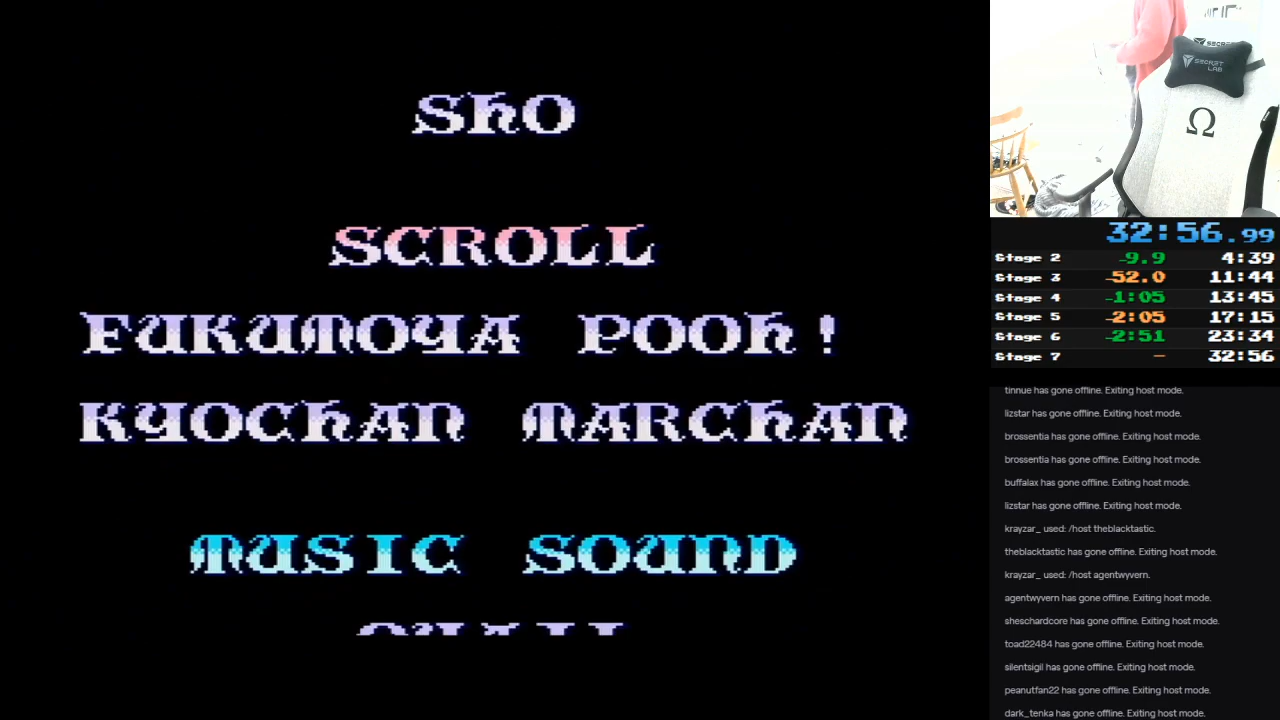 ShO
SCROLL
FUKUMOYA POOh!
KYOChAN MARChAN
MUSIC SOUND
SECRET
LAB
Ω
32:56.99
Stage 2 -9.9 4:39
Stage 3 -52.0 11:44
Stage 4 -1:05 13:45
Stage 5 -2:05 17:15
Stage 6 -2:51 23:34
Stage 7 – 32:56
tinnue has gone offline. Exiting host mode.
lizstar has gone offline. Exiting host mode.
brossentia has gone offline. Exiting host mode.
brossentia has gone offline. Exiting host mode.
buffalax has gone offline. Exiting host mode.
lizstar has gone offline. Exiting host mode.
krayzar_ used: /host theblacktastic.
theblacktastic has gone offline. Exiting host mode.
krayzar_ used: /host agentwyvern.
agentwyvern has gone offline. Exiting host mode.
sheschardcore has gone offline. Exiting host mode.
toad22484 has gone offline. Exiting host mode.
silentsigil has gone offline. Exiting host mode.
peanutfan22 has gone offline. Exiting host mode.
dark_tenka has gone offline. Exiting host mode.